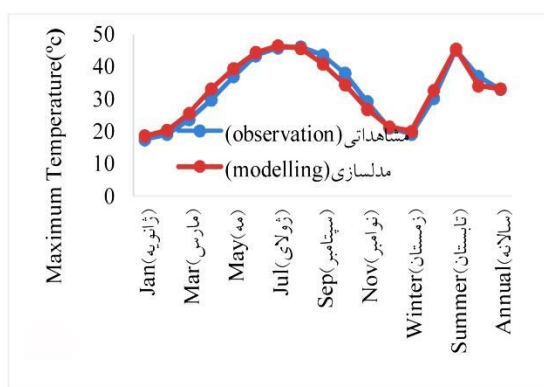 Maximum Temperature(ºc)
50
40
30
20
10
0
(observation)مشاهداتی
(modelling)مدلسازی
Jan(ژانویه)
Mar(مارس)
May(مه)
Jul(ژولای)
Sep(سپتامبر)
Nov(نوامبر)
Winter(زمستان)
Summer(تابستان)
Annual(سالانه)